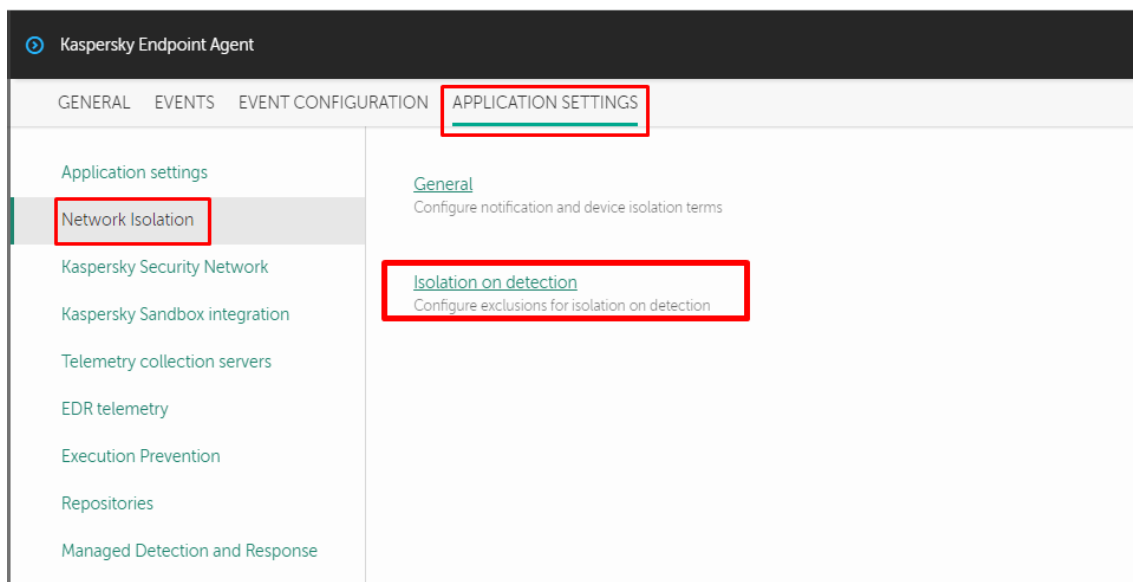 Kaspersky Endpoint Agent
GENERAL EVENTS EVENT CONFIGURATION APPLICATION SETTINGS
Application settings
Network Isolation
Kaspersky Security Network
Kaspersky Sandbox integration
Telemetry collection servers
EDR telemetry
Execution Prevention
Repositories
Managed Detection and Response
General
Configure notification and device isolation terms
Isolation on detection
Configure exclusions for isolation on detection